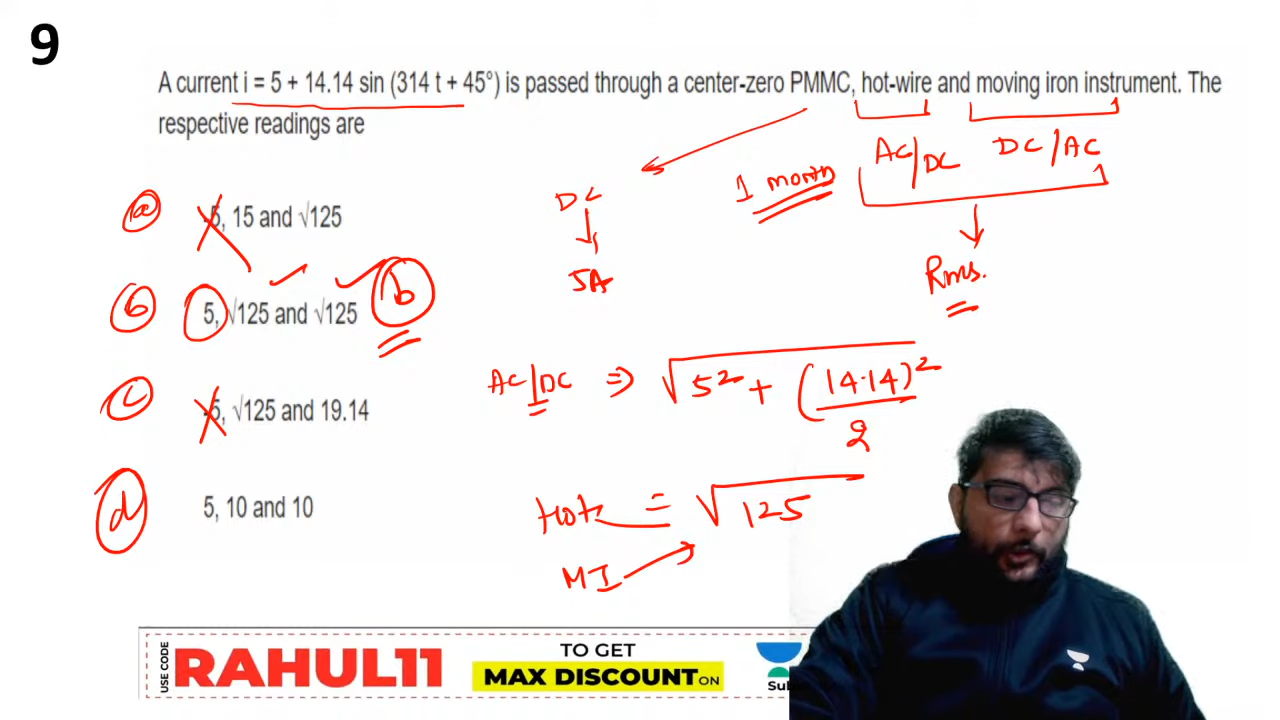 9
A current i = 5 + 14.14 sin (314 t + 45°) is passed through a center-zero PMMC, hot-wire and moving iron instrument. The
respective readings are
AC/DC
DC/AC
1 month
DC
5A
Rms.
(a) -5, 15 and √125
(b) 5, √125 and √125 b
(c) -5, √125 and 19.14
(d) 5, 10 and 10
AC/DC ⇒ √5² + (14.14)²/2
Hot = √125
MI
USE CODE
RAHUL11
TO GET
MAX DISCOUNT ON